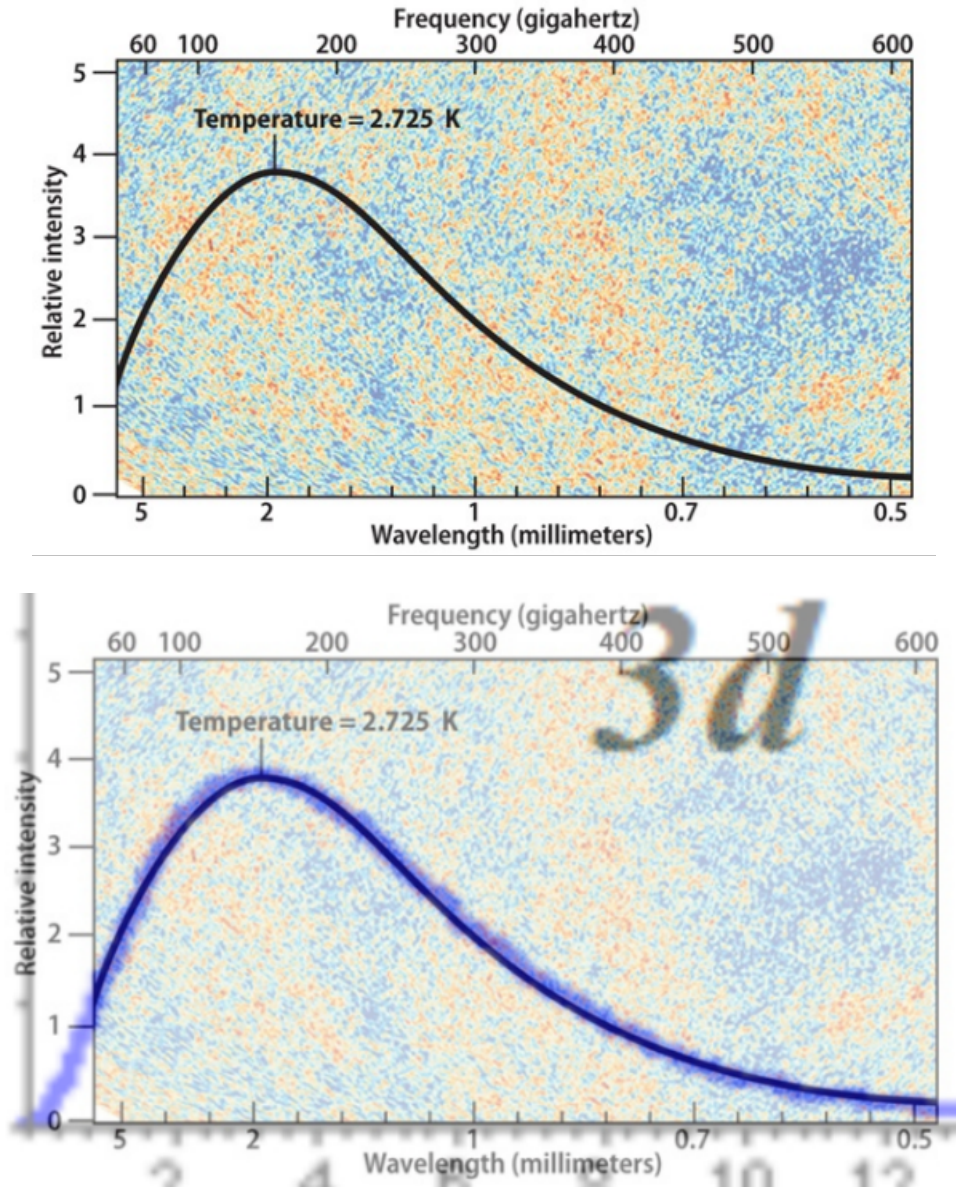 Frequency (gigahertz)
60 100 200 300 400 500 600
5
Temperature = 2.725 K
4
3
2
1
0
Relative intensity
5 2 1 0.7 0.5
Wavelength (millimeters)
Frequency (gigahertz)
3d
60 100 200 300 400 500 600
5
Temperature = 2.725 K
4
3
2
1
0
Relative intensity
5 2 1 0.7 0.5
Wavelength (millimeters)
2 4 10 12